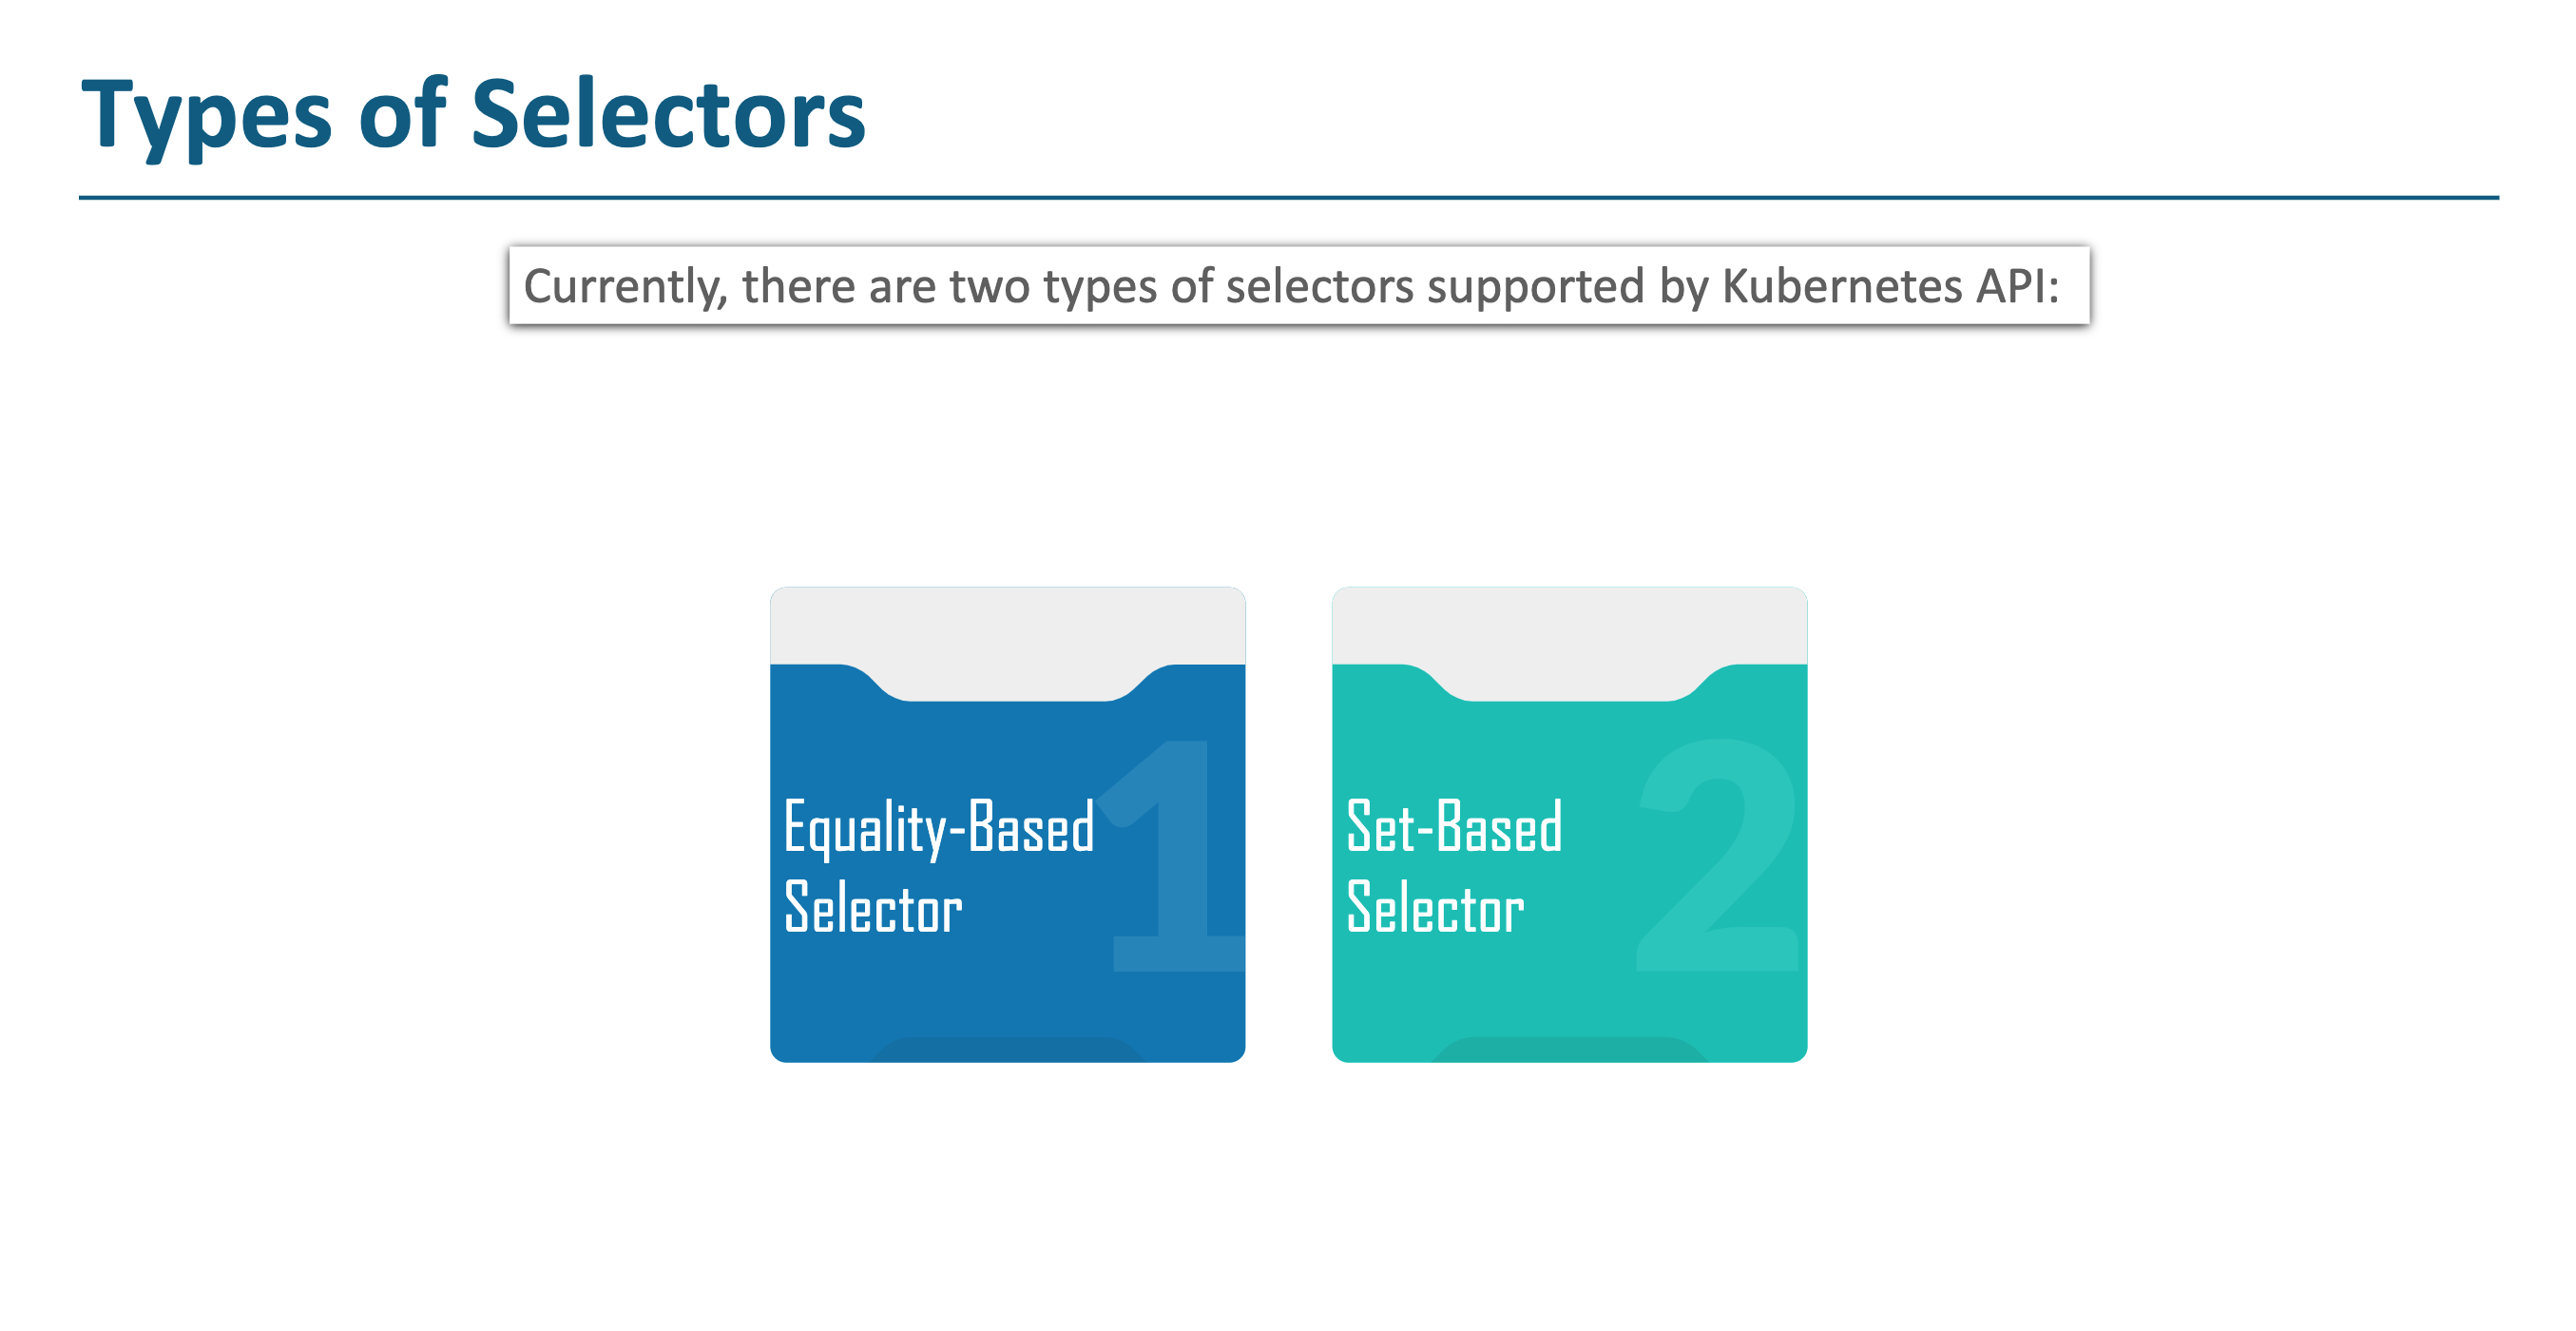 Types of Selectors
Currently, there are two types of selectors supported by Kubernetes API:
1
Equality-Based
Selector
2
Set-Based
Selector